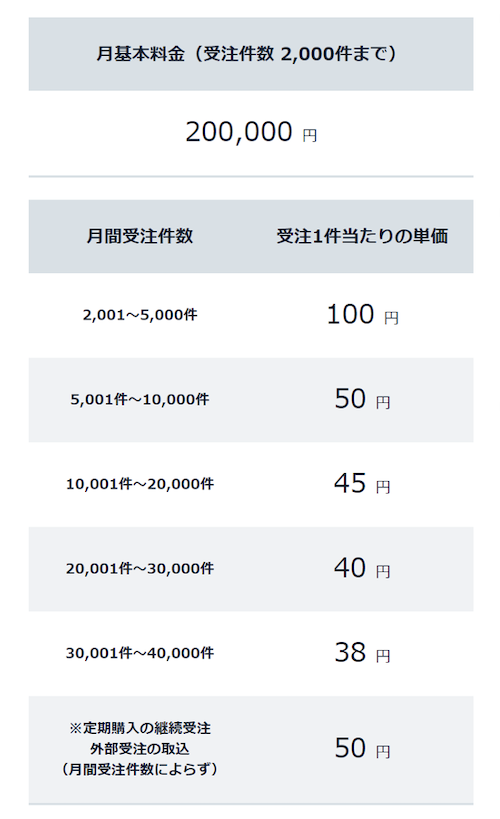 月基本料金（受注件数 2,000件まで）
200,000 円
月間受注件数 受注1件当たりの単価
2,001～5,000件 100 円
5,001件～10,000件 50 円
10,001件～20,000件 45 円
20,001件～30,000件 40 円
30,001件～40,000件 38 円
※定期購入の継続受注
外部受注の取込
（月間受注件数によらず）
50 円